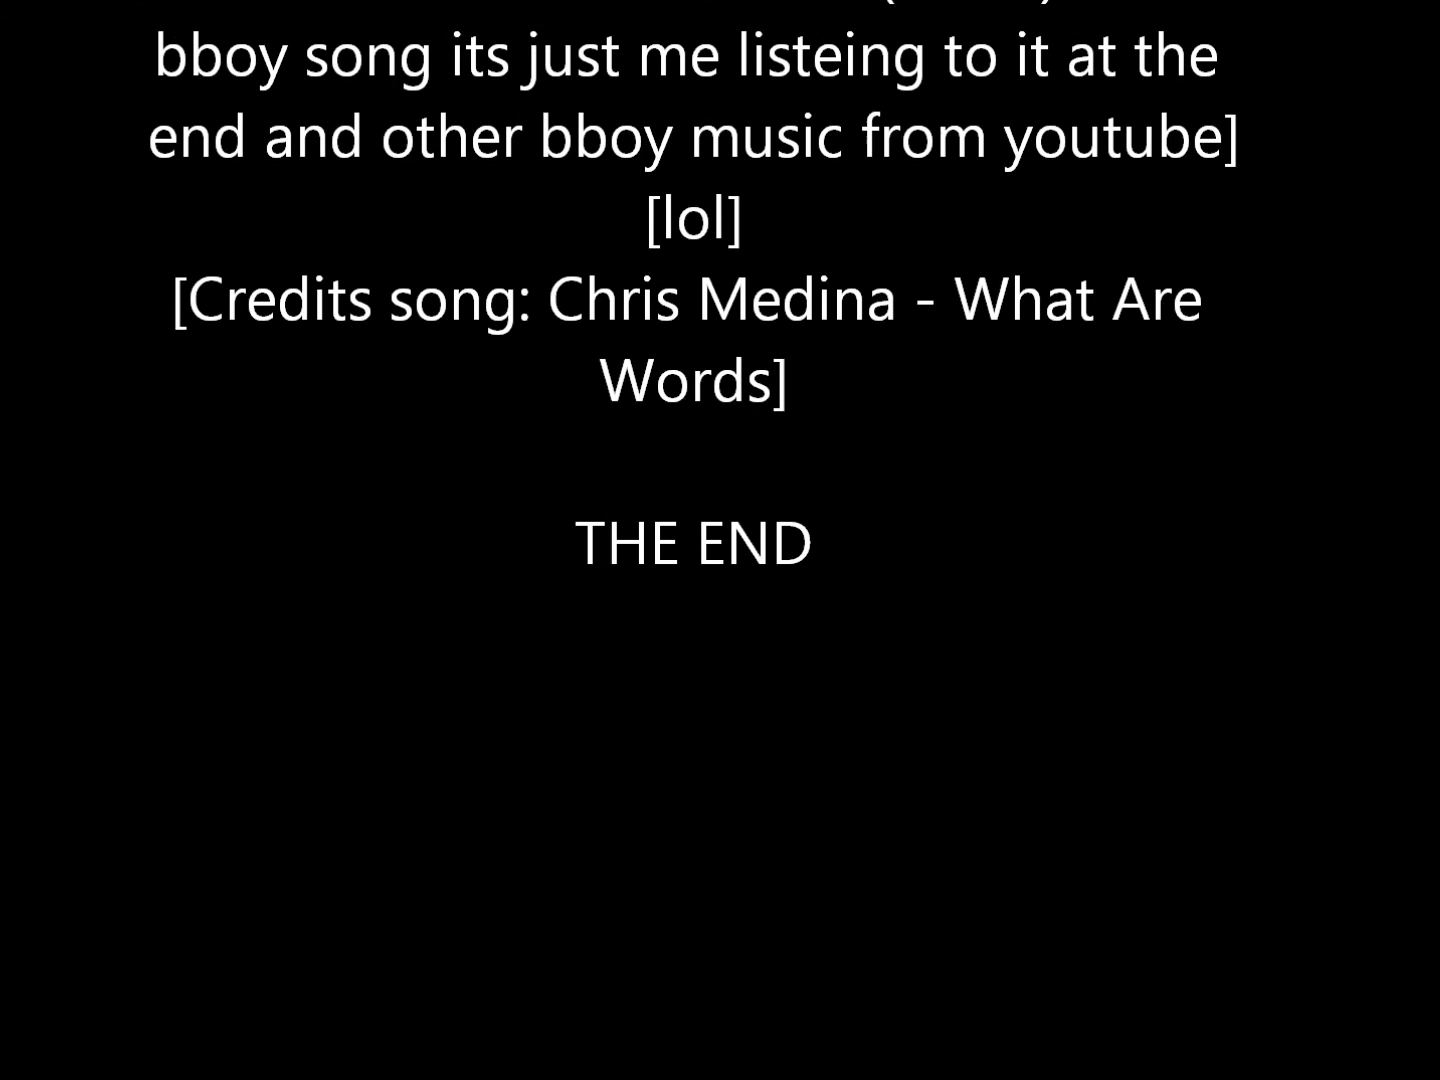 bboy song its just me listeing to it at the
end and other bboy music from youtube]
[lol]
[Credits song: Chris Medina - What Are
Words]
THE END